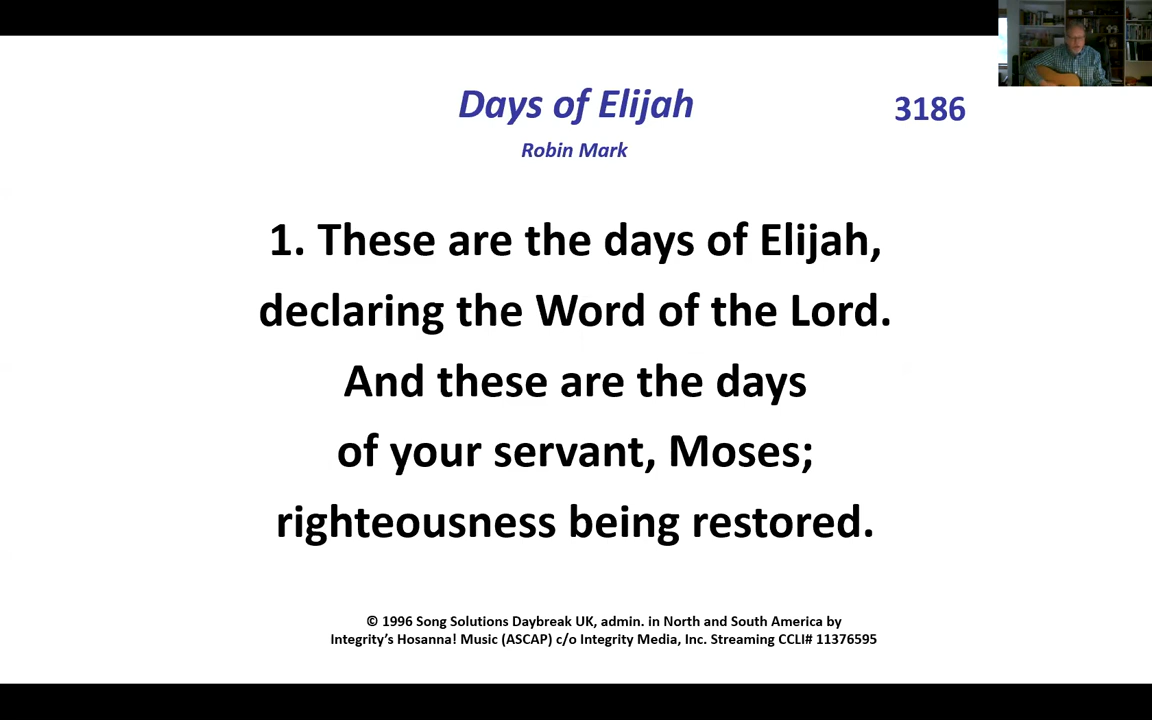 Days of Elijah
3186
Robin Mark
1. These are the days of Elijah,
declaring the Word of the Lord.
And these are the days
of your servant, Moses;
righteousness being restored.
© 1996 Song Solutions Daybreak UK, admin. in North and South America by
Integrity’s Hosanna! Music (ASCAP) c/o Integrity Media, Inc. Streaming CCLI# 11376595